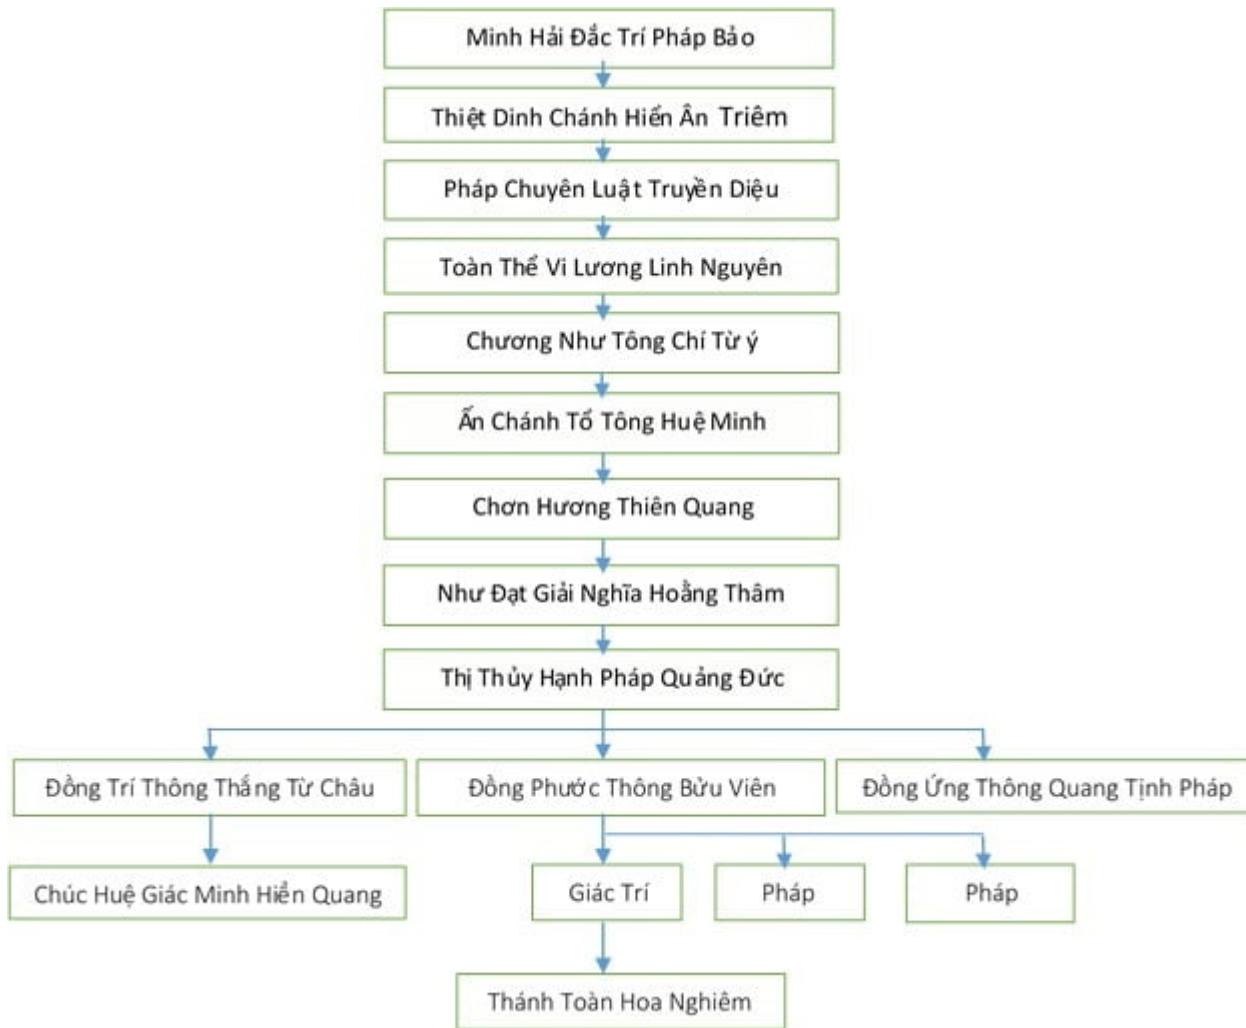 Minh Hải Đắc Trí Pháp Bảo
Thiệt Dinh Chánh Hiển Ân Triêm
Pháp Chuyên Luật Truyền Diệu
Toàn Thể Vi Lương Linh Nguyên
Chương Như Tông Chí Từ ý
Ấn Chánh Tổ Tông Huệ Minh
Chơn Hương Thiên Quang
Như Đạt Giải Nghĩa Hoằng Thâm
Thị Thủy Hạnh Pháp Quảng Đức
Đồng Trí Thông Thắng Từ Châu
Đồng Phước Thông Bửu Viên
Đồng Ứng Thông Quang Tịnh Pháp
Chúc Huệ Giác Minh Hiển Quang
Giác Trí
Pháp
Pháp
Thánh Toàn Hoa Nghiêm